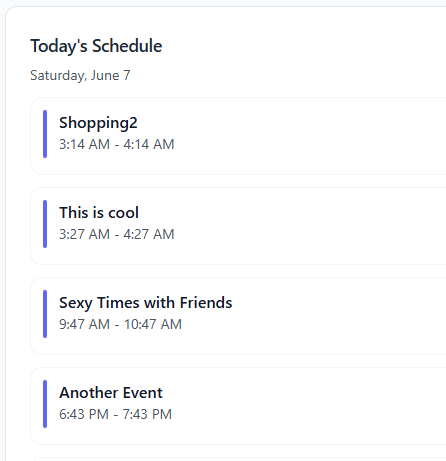 Today's Schedule
Saturday, June 7
Shopping2
3:14 AM - 4:14 AM
This is cool
3:27 AM - 4:27 AM
Sexy Times with Friends
9:47 AM - 10:47 AM
Another Event
6:43 PM - 7:43 PM